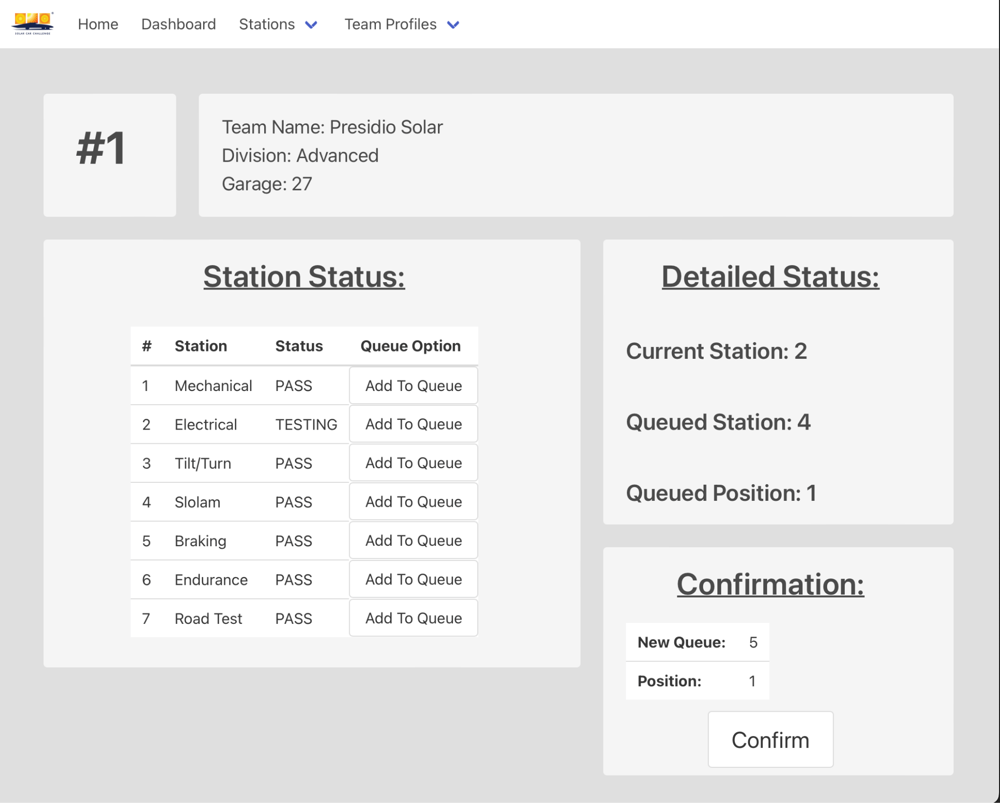 SOLAR CAR CHALLENGE
Home Dashboard Stations Team Profiles
#1
Team Name: Presidio Solar
Division: Advanced
Garage: 27
Station Status:
# Station Status Queue Option
1 Mechanical PASS Add To Queue
2 Electrical TESTING Add To Queue
3 Tilt/Turn PASS Add To Queue
4 Slolam PASS Add To Queue
5 Braking PASS Add To Queue
6 Endurance PASS Add To Queue
7 Road Test PASS Add To Queue
Detailed Status:
Current Station: 2
Queued Station: 4
Queued Position: 1
Confirmation:
New Queue: 5
Position: 1
Confirm